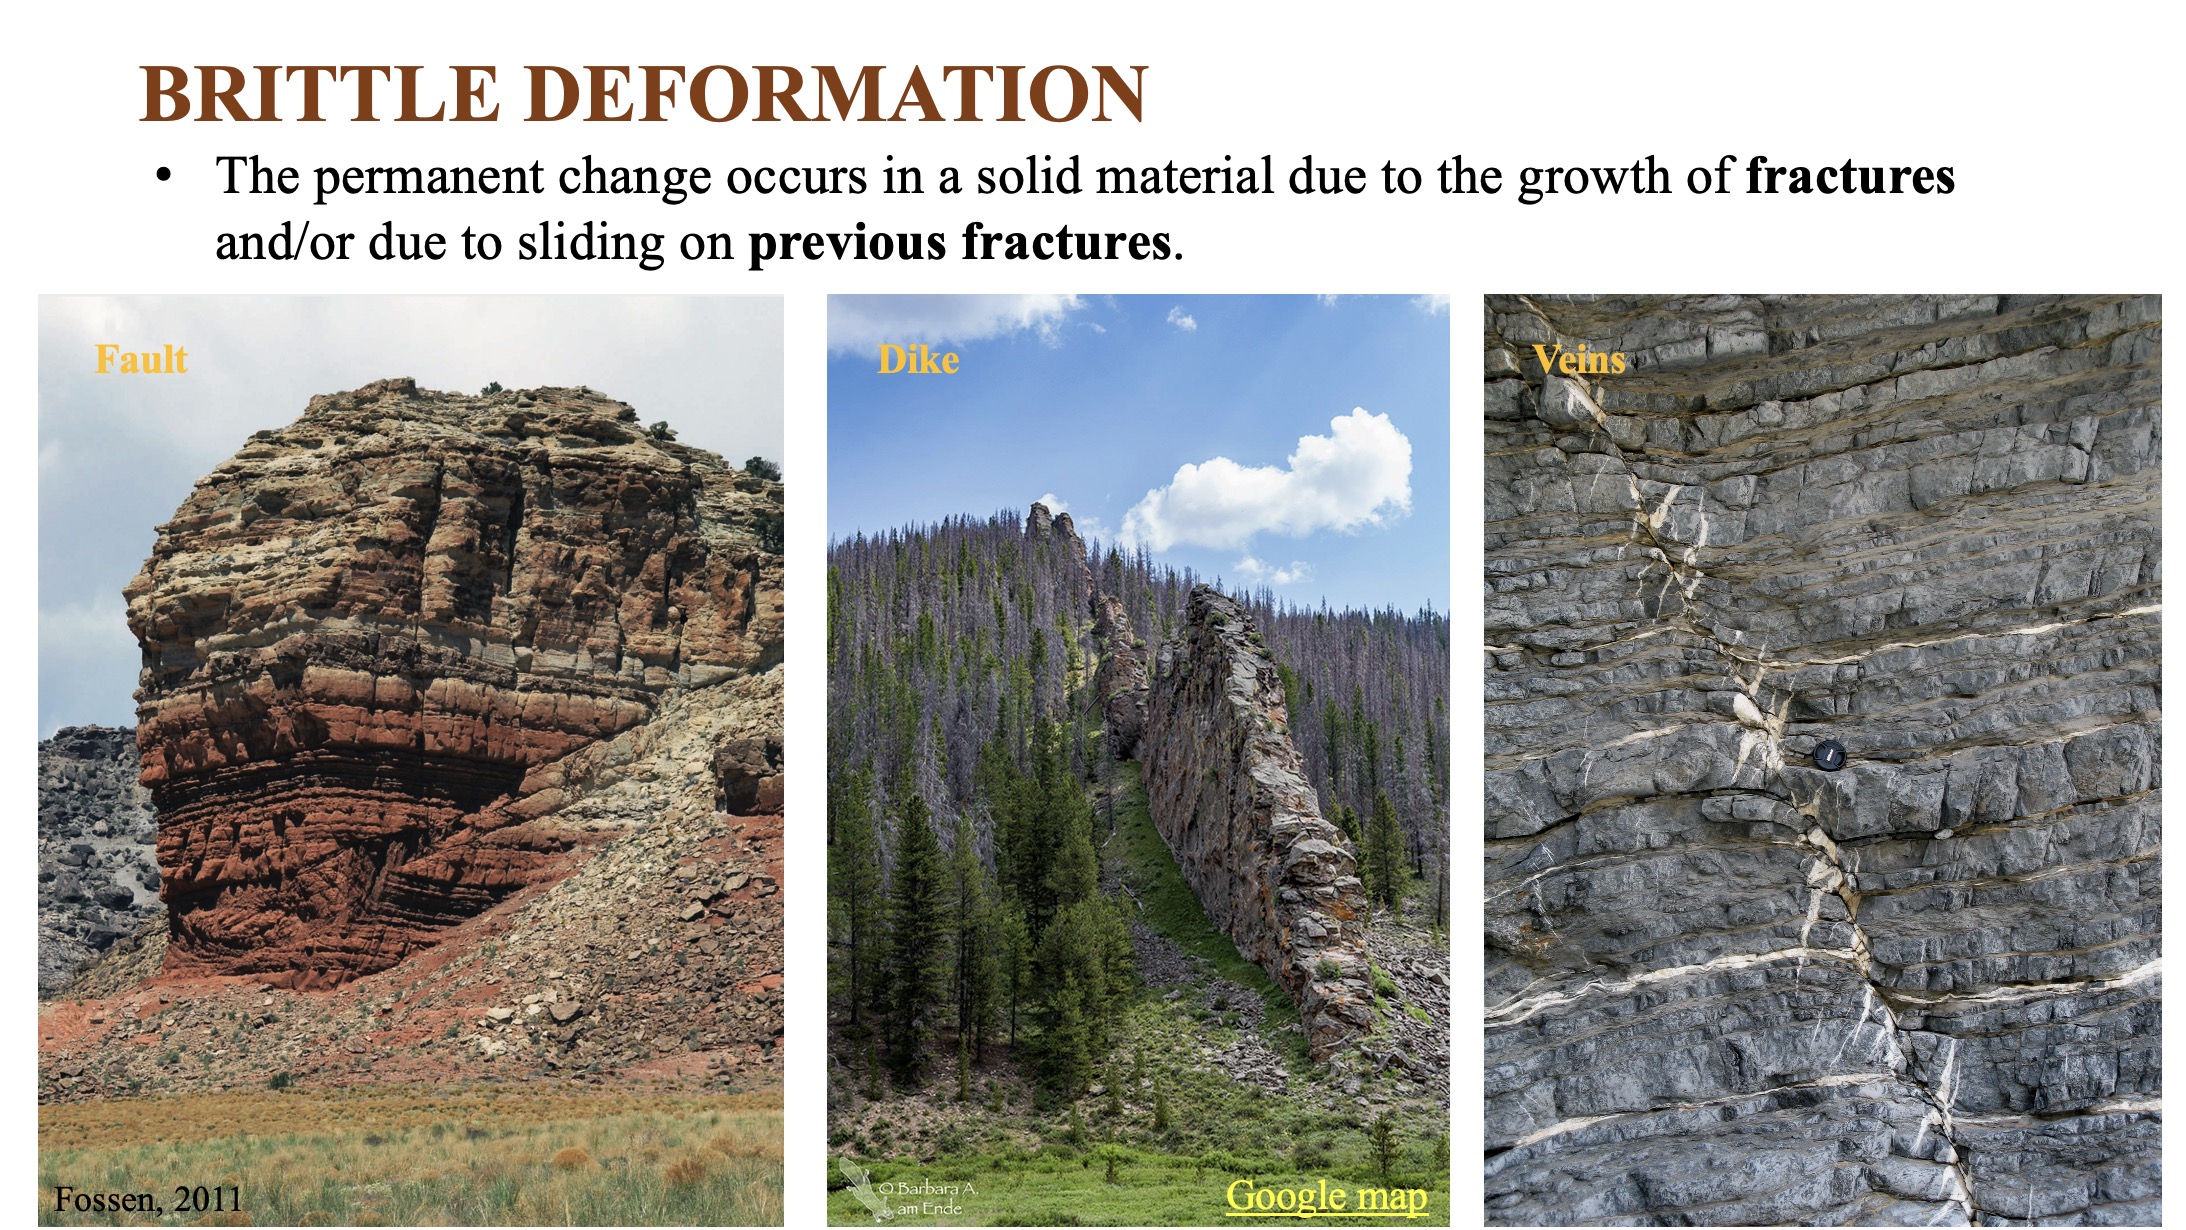 BRITTLE DEFORMATION
• The permanent change occurs in a solid material due to the growth of fractures
and/or due to sliding on previous fractures.
Fault
Dike
Veins
Fossen, 2011
© Barbara A.
am Ende
Google map